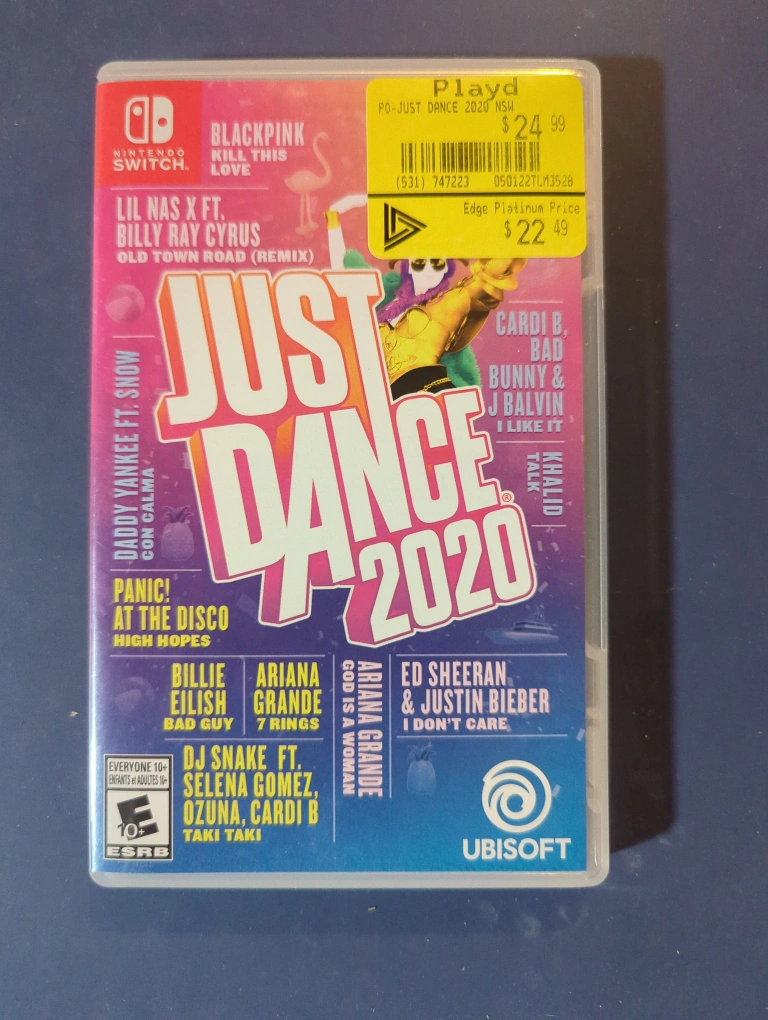 Playd
PO-JUST DANCE 2020 NSW
$24 99
(531) 747223 050122TLM3528
Edge Platinum Price
$22 49
NINTENDO
SWITCH™
BLACKPINK
KILL THIS
LOVE
LIL NAS X FT.
BILLY RAY CYRUS
OLD TOWN ROAD (REMIX)
JUST
DANCE®
2020
CARDI B,
BAD
BUNNY &
J BALVIN
I LIKE IT
KHALID
TALK
DADDY YANKEE FT. SNOW
CON CALMA
PANIC!
AT THE DISCO
HIGH HOPES
BILLIE
EILISH
BAD GUY
ARIANA
GRANDE
7 RINGS
ARIANA GRANDE
GOD IS A WOMAN
ED SHEERAN
& JUSTIN BIEBER
I DON'T CARE
DJ SNAKE FT.
SELENA GOMEZ,
OZUNA, CARDI B
TAKI TAKI
EVERYONE 10+
ENFANTS et ADULTES 10+
E
10+
ESRB
UBISOFT